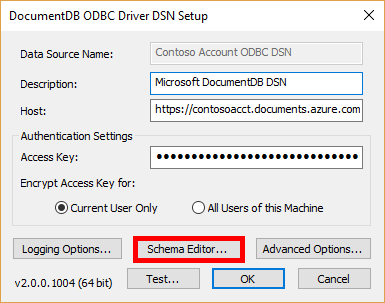 DocumentDB ODBC Driver DSN Setup
Data Source Name: Contoso Account ODBC DSN
Description: Microsoft DocumentDB DSN
Host: https://contosoacct.documents.azure.com
Authentication Settings
Access Key: ●●●●●●●●●●●●●●●●●●●●●●●●●●●●●
Encrypt Access Key for:
Current User Only All Users of this Machine
Logging Options... Schema Editor... Advanced Options...
v2.0.0.1004 (64 bit) Test... OK Cancel